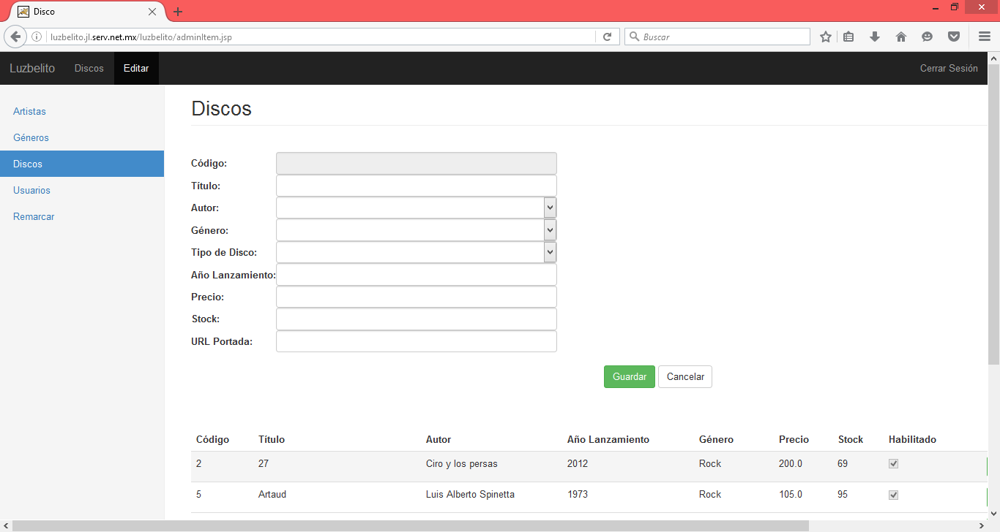 Disco
luzbelito.jl.serv.net.mx/luzbelito/adminItem.jsp
Buscar
Luzbelito Discos Editar Cerrar Sesión
Artistas
Géneros
Discos
Usuarios
Remarcar
Discos
Código:
Título:
Autor:
Género:
Tipo de Disco:
Año Lanzamiento:
Precio:
Stock:
URL Portada:
Guardar Cancelar
Código Título Autor Año Lanzamiento Género Precio Stock Habilitado
2 27 Ciro y los persas 2012 Rock 200.0 69
5 Artaud Luis Alberto Spinetta 1973 Rock 105.0 95